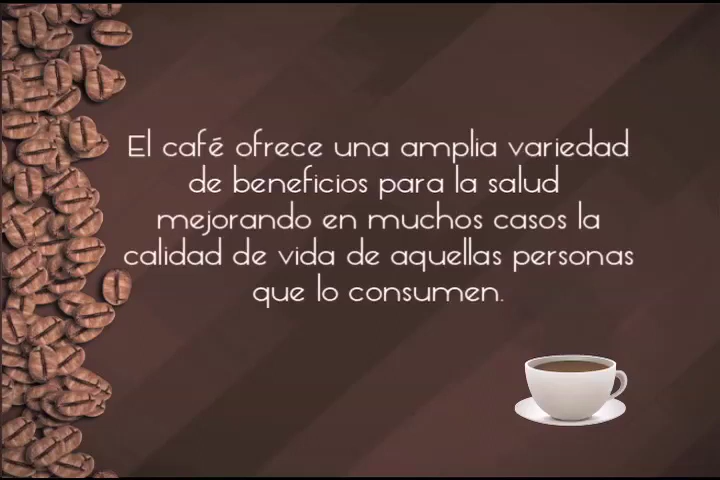 El café ofrece una amplia variedad
de beneficios para la salud
mejorando en muchos casos la
calidad de vida de aquellas personas
que lo consumen.